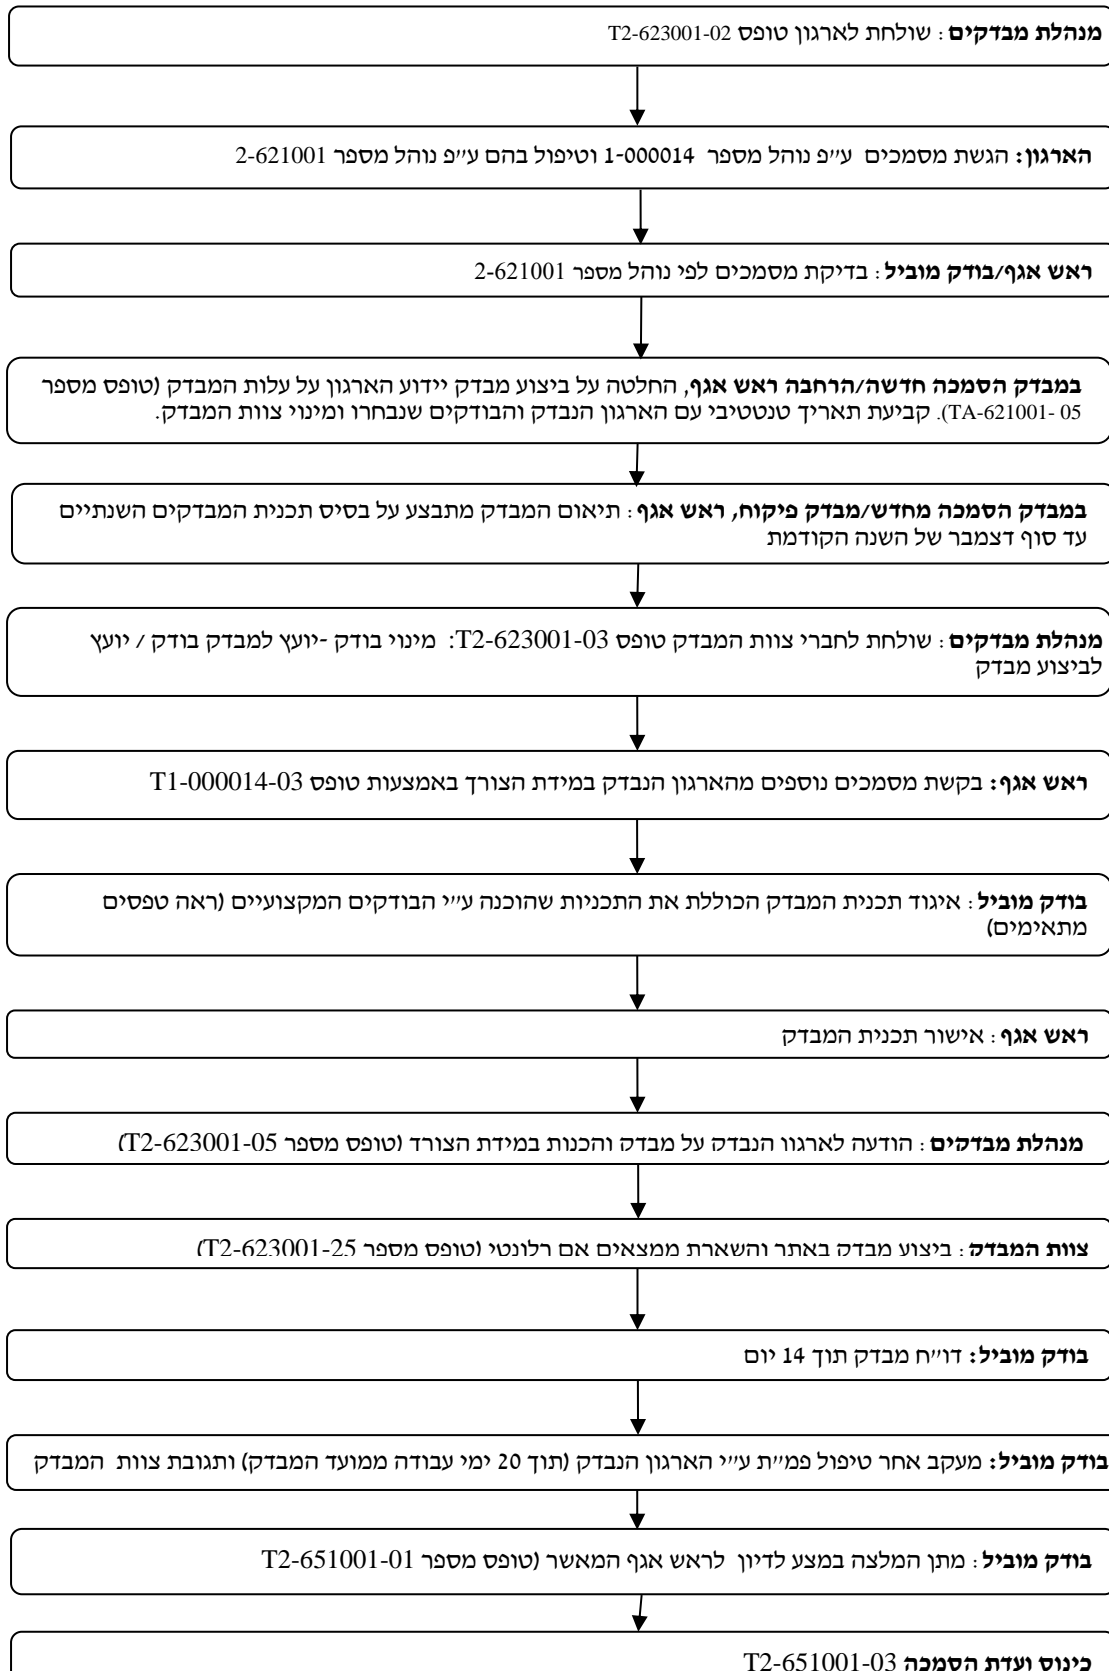 מנהלת מבדקים: שולחת לארגון טופס T2-623001-02
הארגון: הגשת מסמכים ע״פ נוהל מספר 1-000014 וטיפול בהם ע״פ נוהל מספר 2-621001
ראש אגף/בודק מוביל: בדיקת מסמכים לפי נוהל מספר 2-621001
במבדק הסמכה חדשה/הרחבה ראש אגף, החלטה על ביצוע מבדק יידוע הארגון על עלות המבדק (טופס מספר
TA-621001- 05). קביעת תאריך טנטטיבי עם הארגון הנבדק והבודקים שנבחרו ומינוי צוות המבדק.
במבדק הסמכה מחדש/מבדק פיקוח, ראש אגף: תיאום המבדק מתבצע על בסיס תכנית המבדקים השנתיים
עד סוף דצמבר של השנה הקודמת
מנהלת מבדקים: שולחת לחברי צוות המבדק טופס T2-623001-03: מינוי בודק -יועץ למבדק בודק / יועץ
לביצוע מבדק
ראש אגף: בקשת מסמכים נוספים מהארגון הנבדק במידת הצורך באמצעות טופס T1-000014-03
בודק מוביל: איגוד תכנית המבדק הכוללת את התכניות שהוכנה ע״י הבודקים המקצועיים (ראה טפסים
מתאימים)
ראש אגף: אישור תכנית המבדק
מנהלת מבדקים: הודעה לארגון הנבדק על מבדק והכנות במידת הצורך (טופס מספר T2-623001-05)
צוות המבדק: ביצוע מבדק באתר והשארת ממצאים אם רלונטי (טופס מספר T2-623001-25)
בודק מוביל: דו״ח מבדק תוך 14 יום
בודק מוביל: מעקב אחר טיפול פמ״ת ע״י הארגון הנבדק (תוך 20 ימי עבודה ממועד המבדק) ותגובת צוות המבדק
בודק מוביל: מתן המלצה במצע לדיון לראש אגף המאשר (טופס מספר T2-651001-01
כינוס ועדת הסמכה T2-651001-03